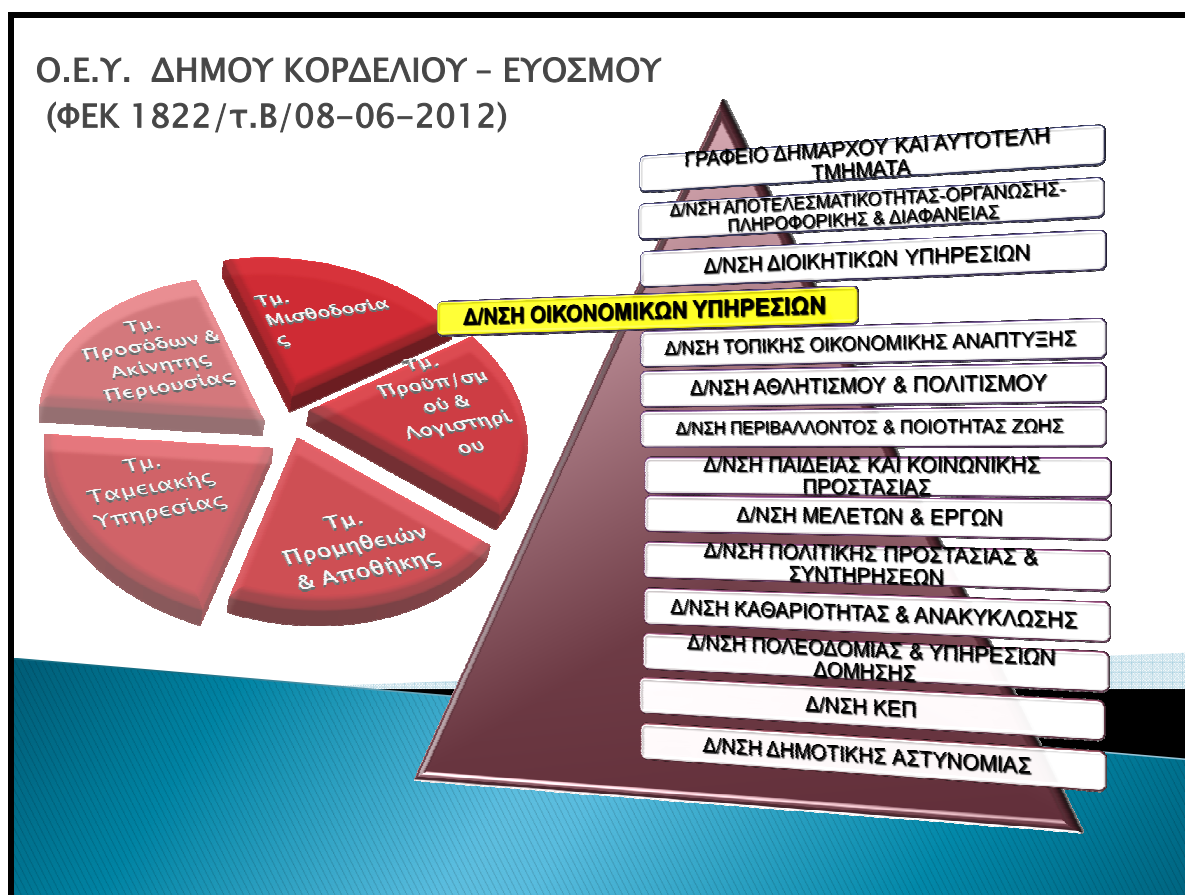 Ο.Ε.Υ. ΔΗΜΟΥ ΚΟΡΔΕΛΙΟΥ – ΕΥΟΣΜΟΥ
(ΦΕΚ 1822/τ.Β/08-06-2012)
ΓΡΑΦΕΙΟ ΔΗΜΑΡΧΟΥ ΚΑΙ ΑΥΤΟΤΕΛΗ
ΤΜΗΜΑΤΑ
Δ/ΝΣΗ ΑΠΟΤΕΛΕΣΜΑΤΙΚΟΤΗΤΑΣ-ΟΡΓΑΝΩΣΗΣ-
ΠΛΗΡΟΦΟΡΙΚΗΣ & ΔΙΑΦΑΝΕΙΑΣ
Δ/ΝΣΗ ΔΙΟΙΚΗΤΙΚΩΝ ΥΠΗΡΕΣΙΩΝ
Δ/ΝΣΗ ΟΙΚΟΝΟΜΙΚΩΝ ΥΠΗΡΕΣΙΩΝ
Δ/ΝΣΗ ΤΟΠΙΚΗΣ ΟΙΚΟΝΟΜΙΚΗΣ ΑΝΑΠΤΥΞΗΣ
Δ/ΝΣΗ ΑΘΛΗΤΙΣΜΟΥ & ΠΟΛΙΤΙΣΜΟΥ
Δ/ΝΣΗ ΠΕΡΙΒΑΛΛΟΝΤΟΣ & ΠΟΙΟΤΗΤΑΣ ΖΩΗΣ
Δ/ΝΣΗ ΠΑΙΔΕΙΑΣ ΚΑΙ ΚΟΙΝΩΝΙΚΗΣ
ΠΡΟΣΤΑΣΙΑΣ
Δ/ΝΣΗ ΜΕΛΕΤΩΝ & ΕΡΓΩΝ
Δ/ΝΣΗ ΠΟΛΙΤΙΚΗΣ ΠΡΟΣΤΑΣΙΑΣ &
ΣΥΝΤΗΡΗΣΕΩΝ
Δ/ΝΣΗ ΚΑΘΑΡΙΟΤΗΤΑΣ & ΑΝΑΚΥΚΛΩΣΗΣ
Δ/ΝΣΗ ΠΟΛΕΟΔΟΜΙΑΣ & ΥΠΗΡΕΣΙΩΝ
ΔΟΜΗΣΗΣ
Δ/ΝΣΗ ΚΕΠ
Δ/ΝΣΗ ΔΗΜΟΤΙΚΗΣ ΑΣΤΥΝΟΜΙΑΣ
Τμ.
Μισθοδοσία
ς
Τμ.
Προϋπ/σμ
ού &
Λογιστηρί
ου
Τμ.
Προμηθειών
& Αποθήκης
Τμ.
Ταμειακής
Υπηρεσίας
Τμ.
Προσόδων &
Ακίνητης
Περιουσίας